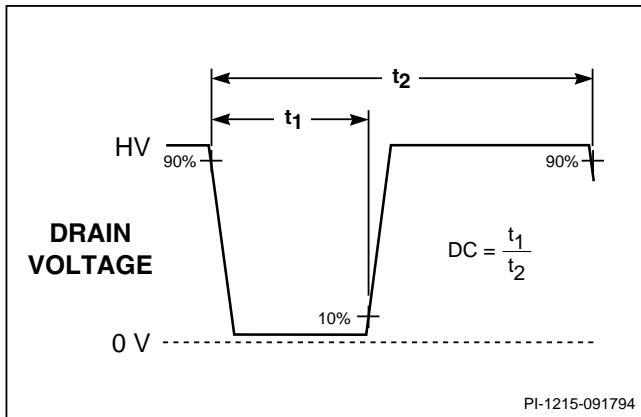 t2
t1
HV
90%
90%
DRAIN
VOLTAGE
DC = t1
t2
10%
0 V
PI-1215-091794